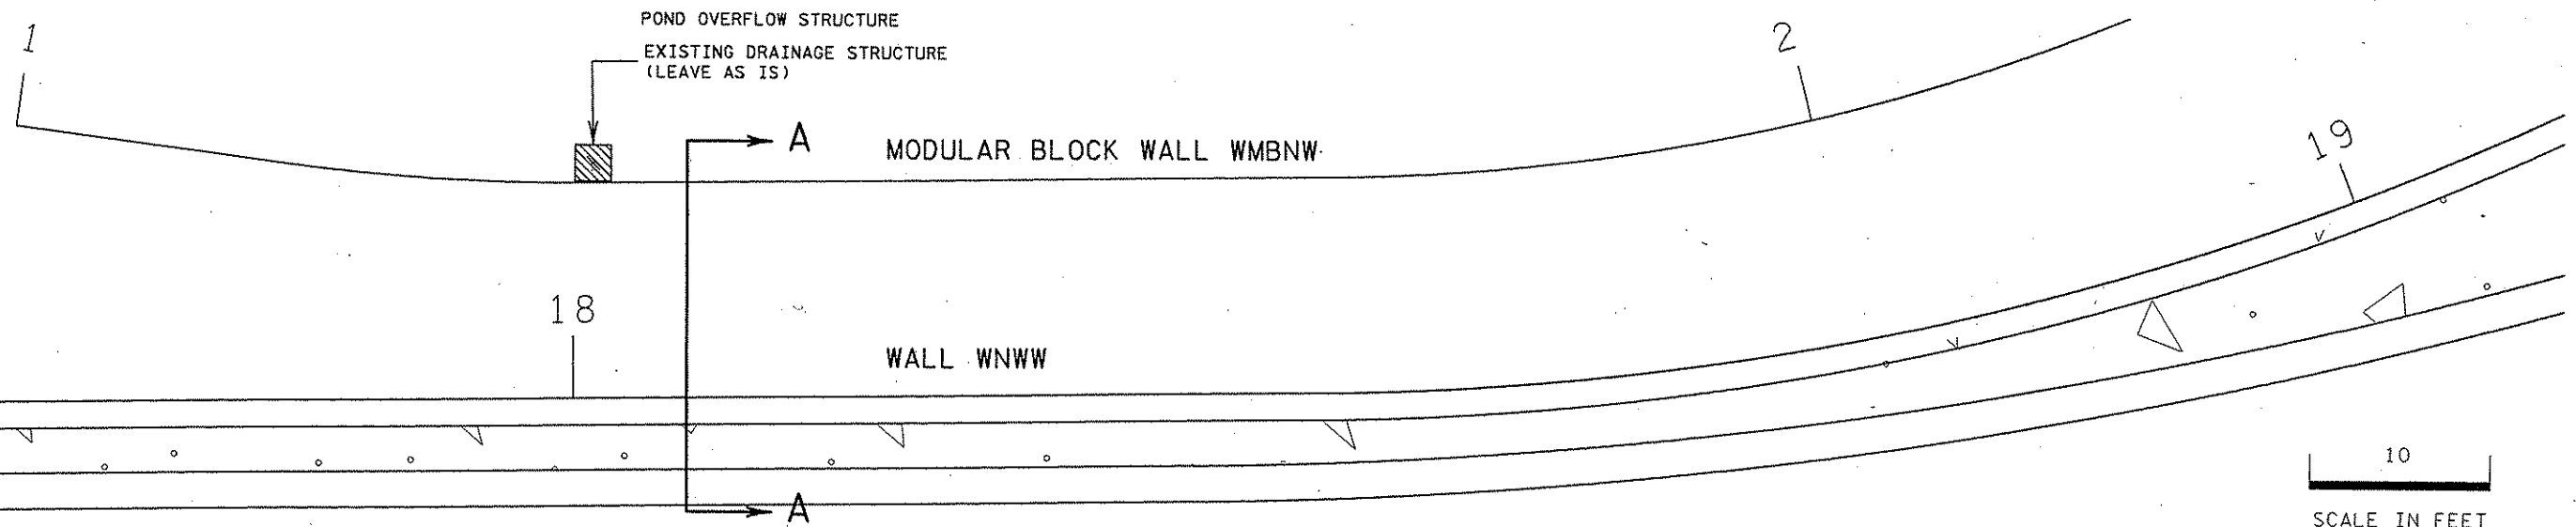 POND OVERFLOW STRUCTURE
1
EXISTING DRAINAGE STRUCTURE
(LEAVE AS IS)
2
A
MODULAR BLOCK WALL WMBNW
19
18
WALL WNWW
10
A
SCALE IN FEET